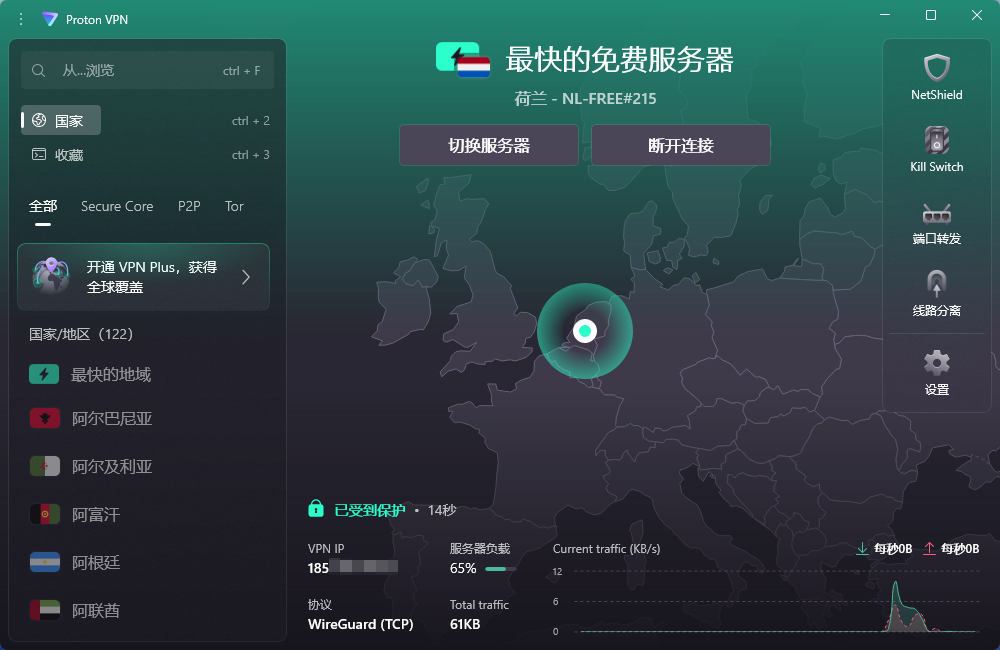 Proton VPN
从...浏览
ctrl + F
国家
ctrl + 2
收藏
ctrl + 3
全部 Secure Core P2P Tor
开通 VPN Plus，获得
全球覆盖
国家/地区（122）
最快的地域
阿尔巴尼亚
阿尔及利亚
阿富汗
阿根廷
阿联酋
最快的免费服务器
荷兰 - NL-FREE#215
切换服务器
断开连接
已受到保护 • 14秒
VPN IP
185
服务器负载
65%
协议
WireGuard (TCP)
Total traffic
61KB
Current traffic (KB/s)
每秒0B
每秒0B
12
6
0
NetShield
Kill Switch
端口转发
线路分离
设置